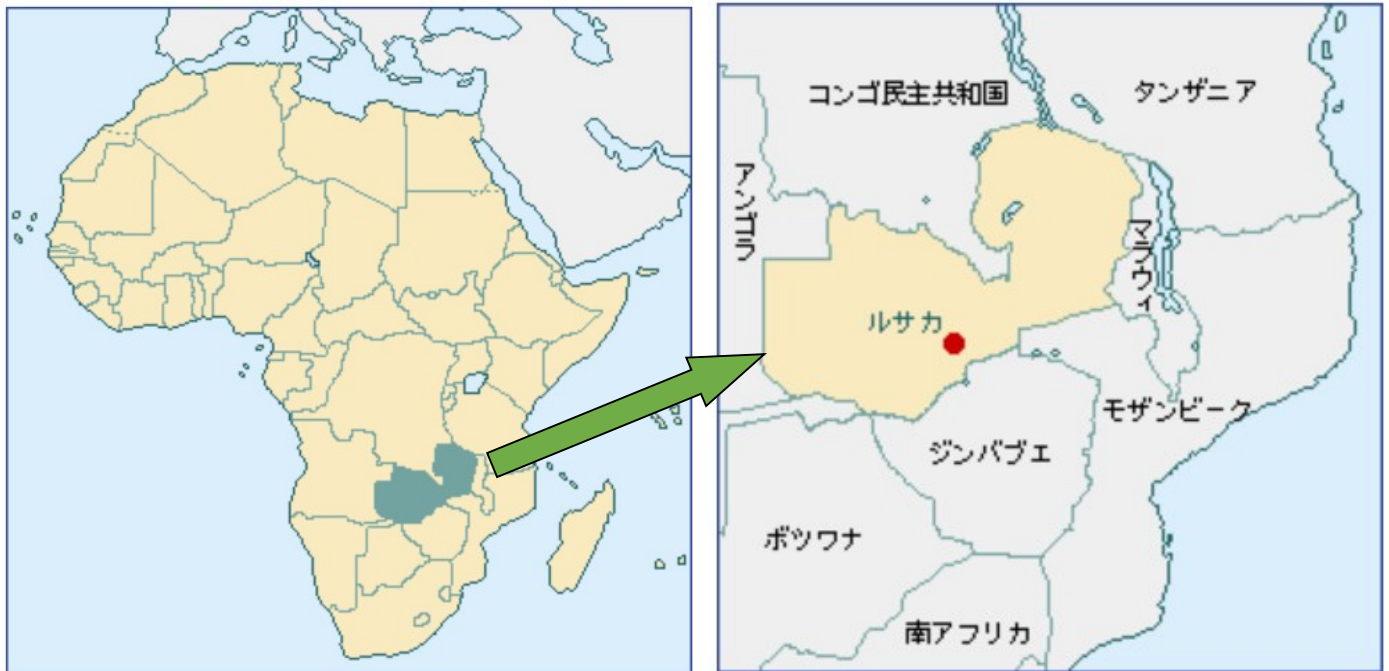 コンゴ民主共和国
タンザニア
アンゴラ
マラウィ
ルサカ
モザンビーク
ジンバブエ
ボツワナ
南アフリカ